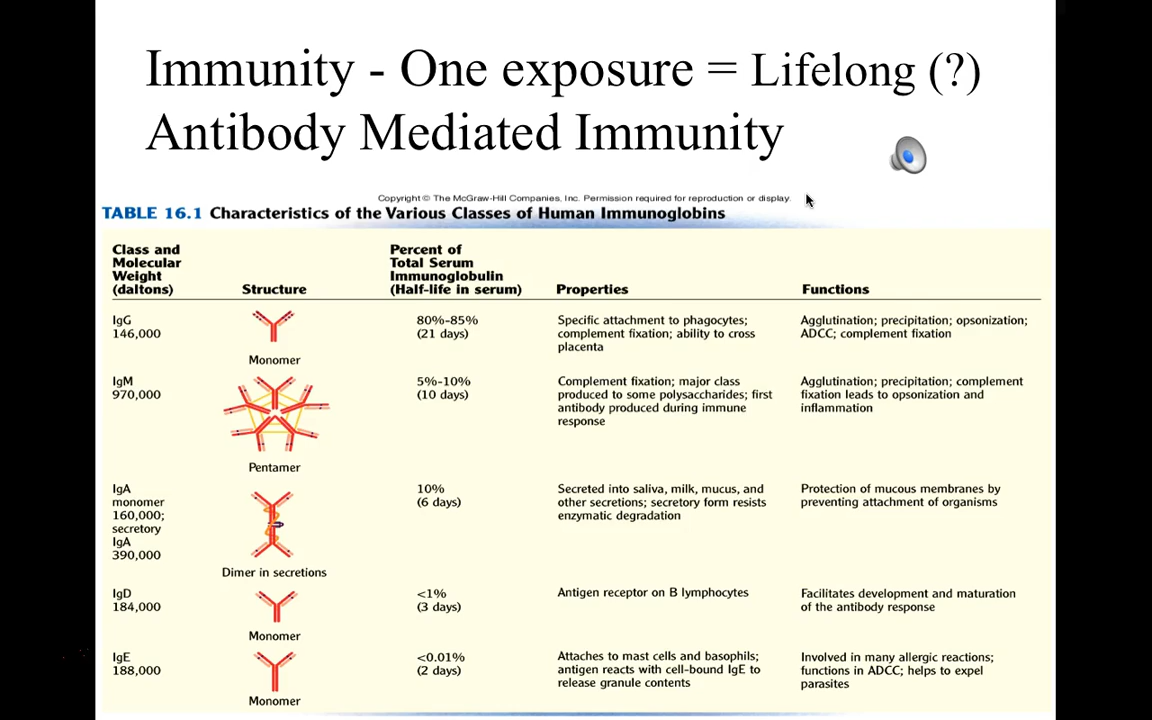 Immunity - One exposure = Lifelong (?)
Antibody Mediated Immunity
Copyright © The McGraw-Hill Companies, Inc. Permission required for reproduction or display.
TABLE 16.1 Characteristics of the Various Classes of Human Immunoglobins
Class and
Molecular
Weight
(daltons)
Structure
Percent of
Total Serum
Immunoglobulin
(Half-life in serum)
Properties
Functions
IgG
146,000
Monomer
80%-85%
(21 days)
Specific attachment to phagocytes;
complement fixation; ability to cross
placenta
Agglutination; precipitation; opsonization;
ADCC; complement fixation
IgM
970,000
Pentamer
5%-10%
(10 days)
Complement fixation; major class
produced to some polysaccharides; first
antibody produced during immune
response
Agglutination; precipitation; complement
fixation leads to opsonization and
inflammation
IgA
monomer
160,000;
secretory
IgA
390,000
Dimer in secretions
10%
(6 days)
Secreted into saliva, milk, mucus, and
other secretions; secretory form resists
enzymatic degradation
Protection of mucous membranes by
preventing attachment of organisms
IgD
184,000
Monomer
<1%
(3 days)
Antigen receptor on B lymphocytes
Facilitates development and maturation
of the antibody response
IgE
188,000
Monomer
<0.01%
(2 days)
Attaches to mast cells and basophils;
antigen reacts with cell-bound IgE to
release granule contents
Involved in many allergic reactions;
functions in ADCC; helps to expel
parasites